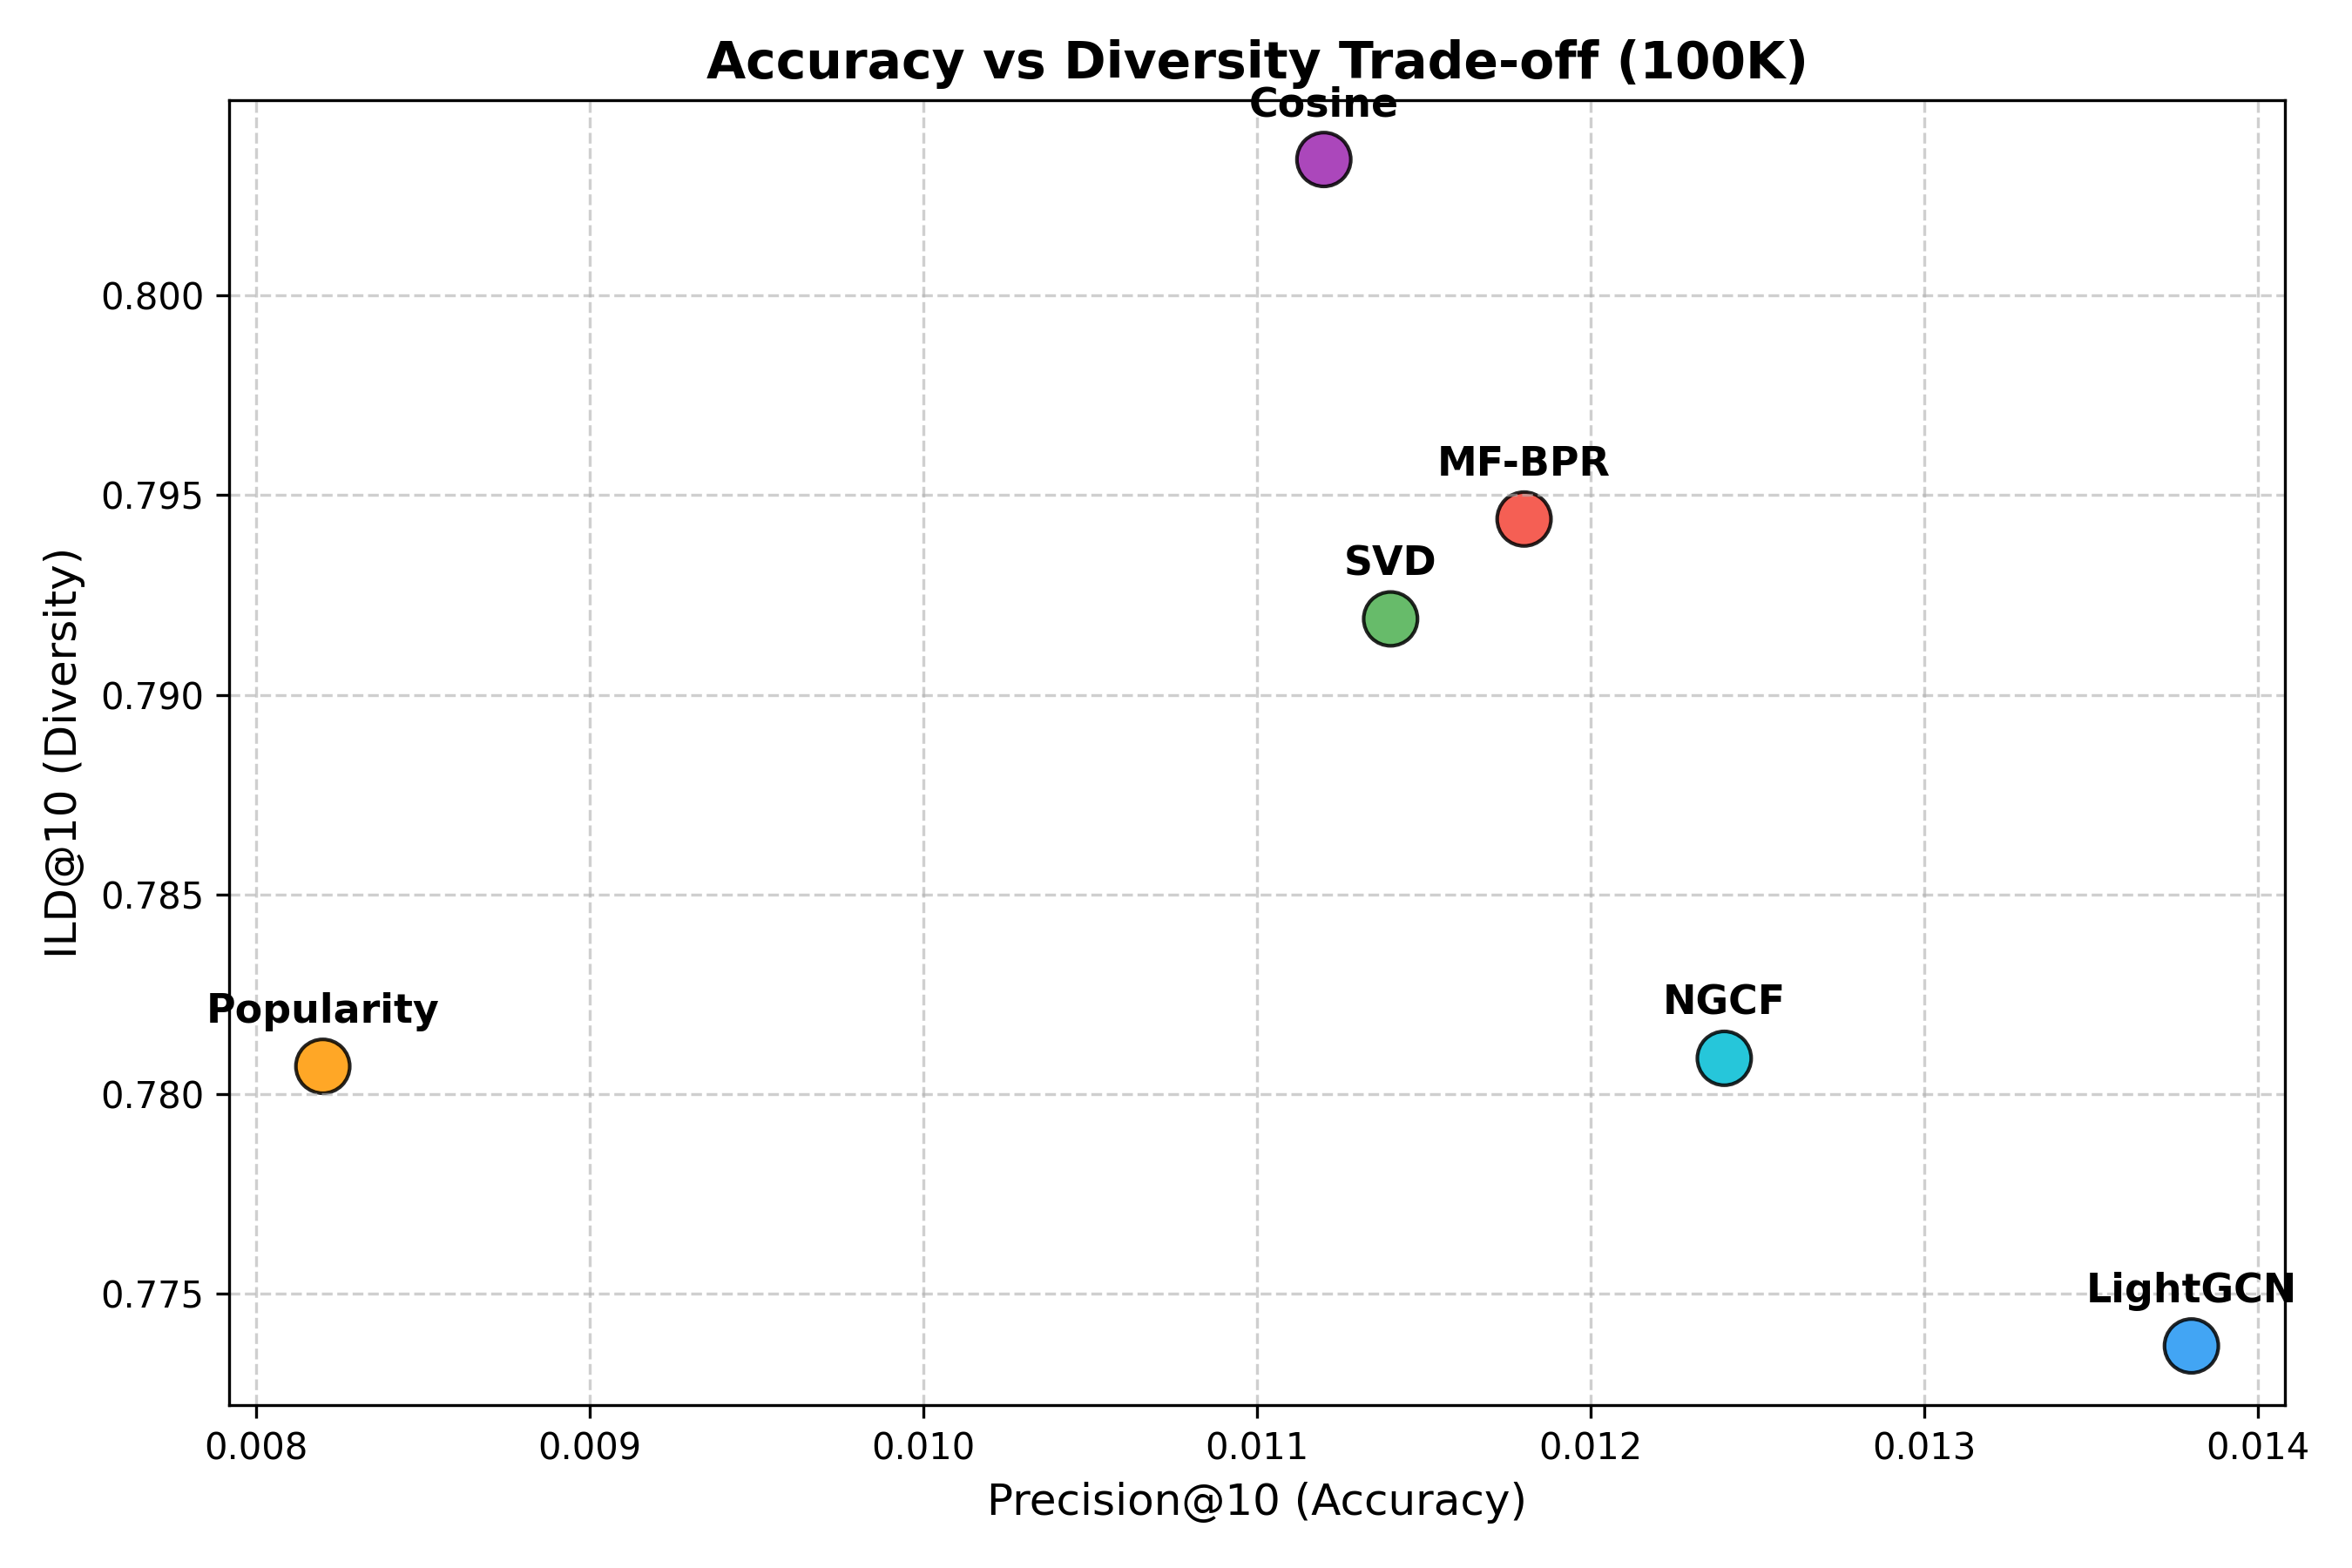 Accuracy vs Diversity Trade-off (100K)
Cosine
MF-BPR
SVD
Popularity
NGCF
LightGCN
ILD@10 (Diversity)
0.800
0.795
0.790
0.785
0.780
0.775
0.008 0.009 0.010 0.011 0.012 0.013 0.014
Precision@10 (Accuracy)